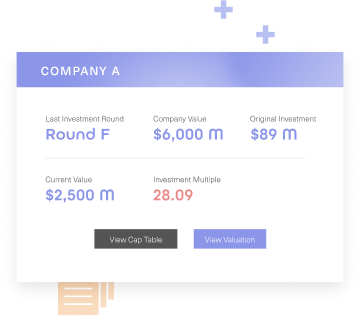 COMPANY A
Last Investment Round
Company Value
Original Investment
Round F
$6,000 M
$89 M
Current Value
Investment Multiple
$2,500 M
28.09
View Cap Table
View Valuation